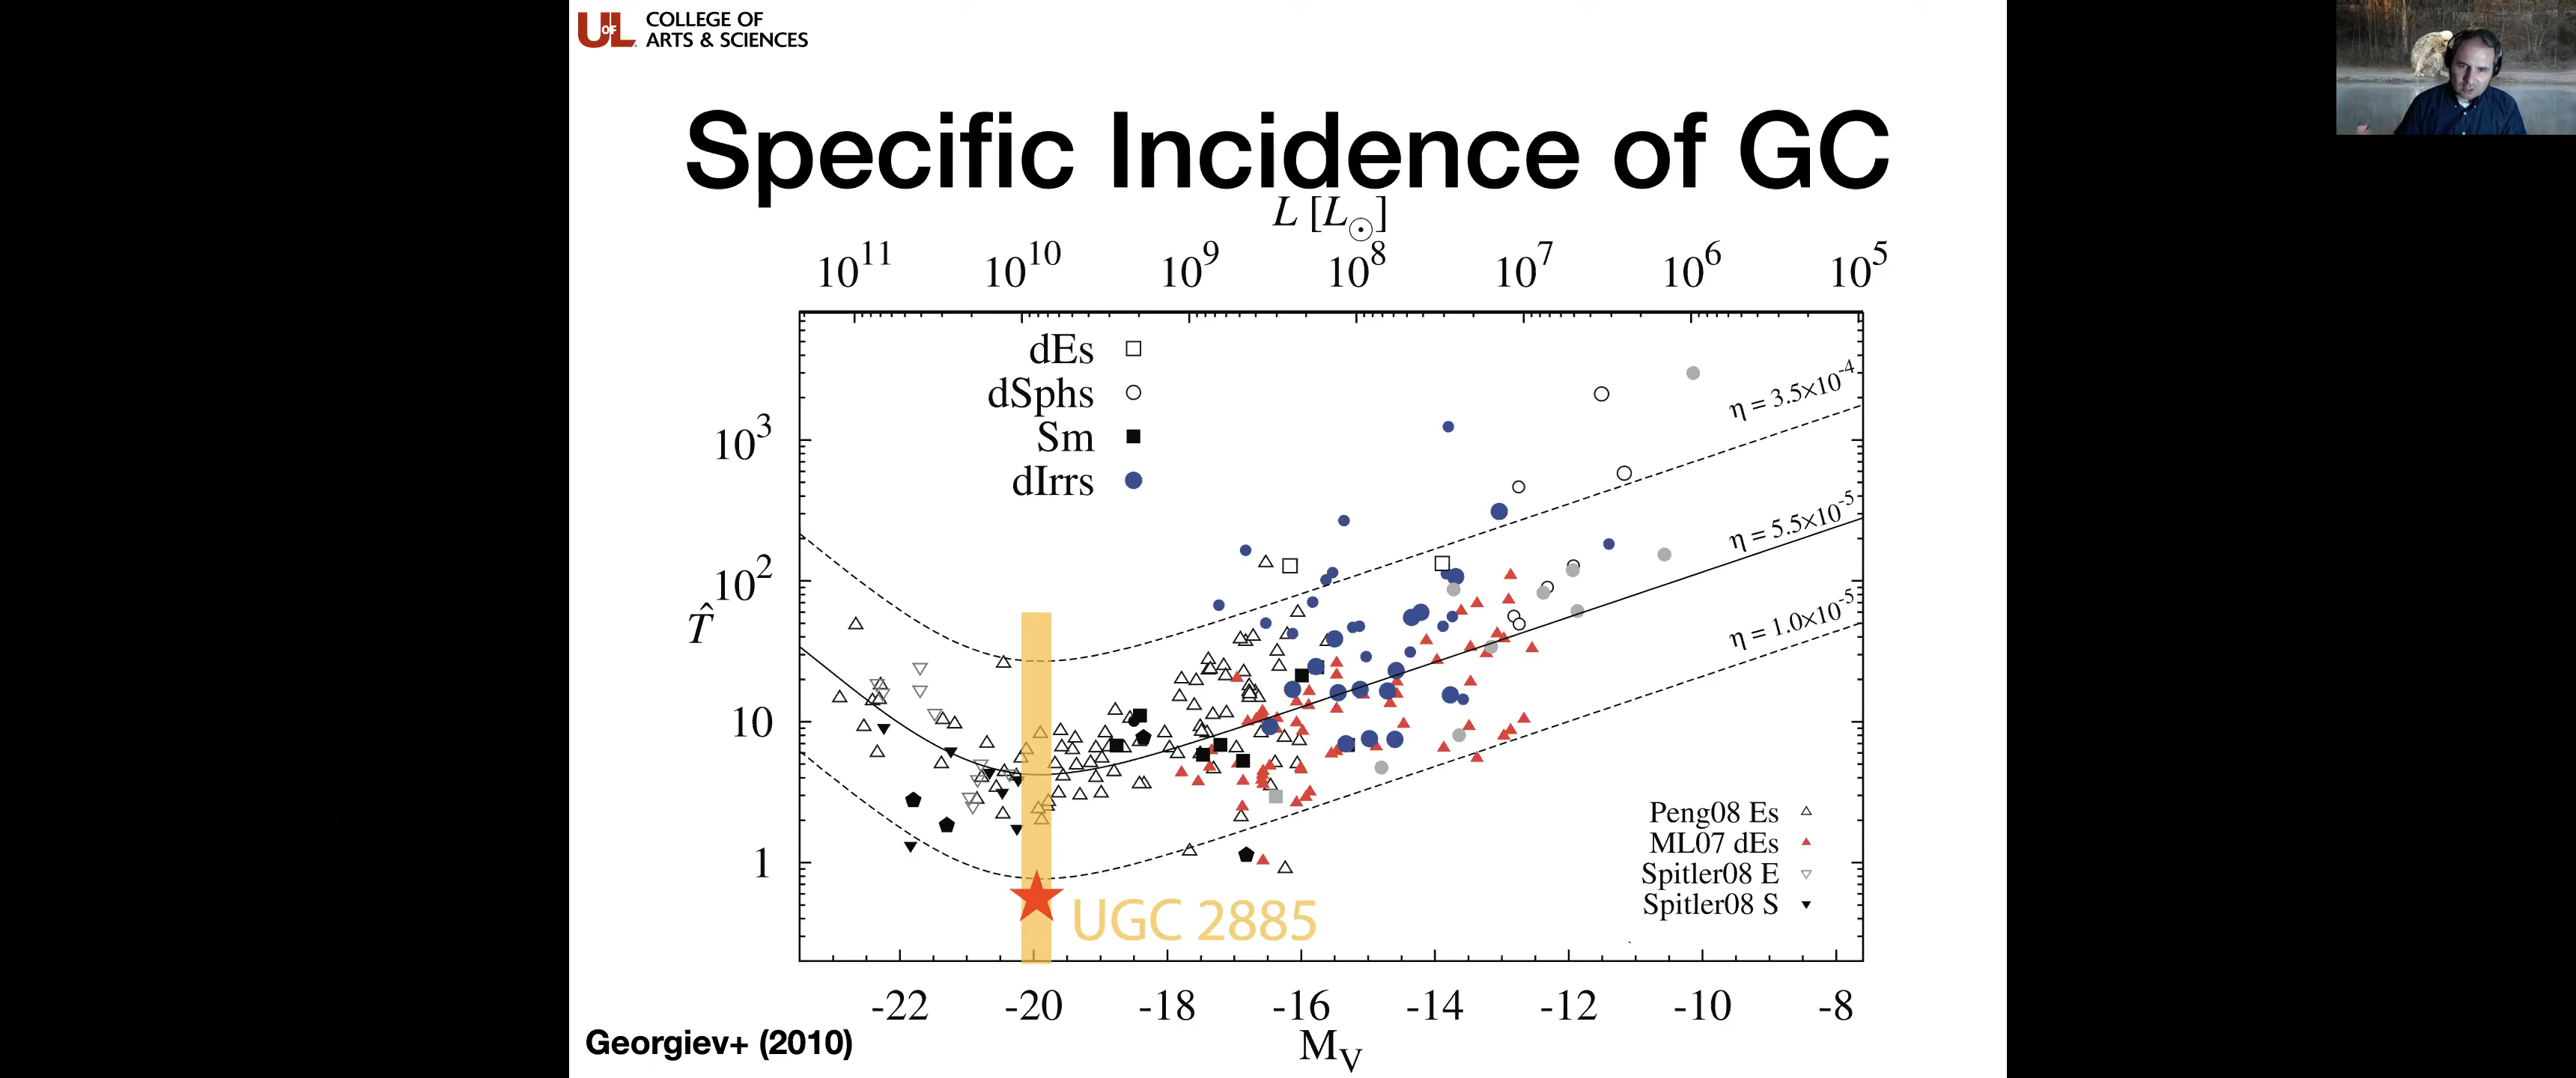 UofL COLLEGE OF
ARTS & SCIENCES
Specific Incidence of GC
L [L☉]
10^11 10^10 10^9 10^8 10^7 10^6 10^5
dEs
dSphs
Sm
dIrrs
η = 3.5×10^-4
η = 5.5×10^-5
η = 1.0×10^-5
10^3
10^2
T̂
10
1
Peng08 Es
ML07 dEs
Spitler08 E
Spitler08 S
UGC 2885
-22 -20 -18 -16 -14 -12 -10 -8
M_V
Georgiev+ (2010)